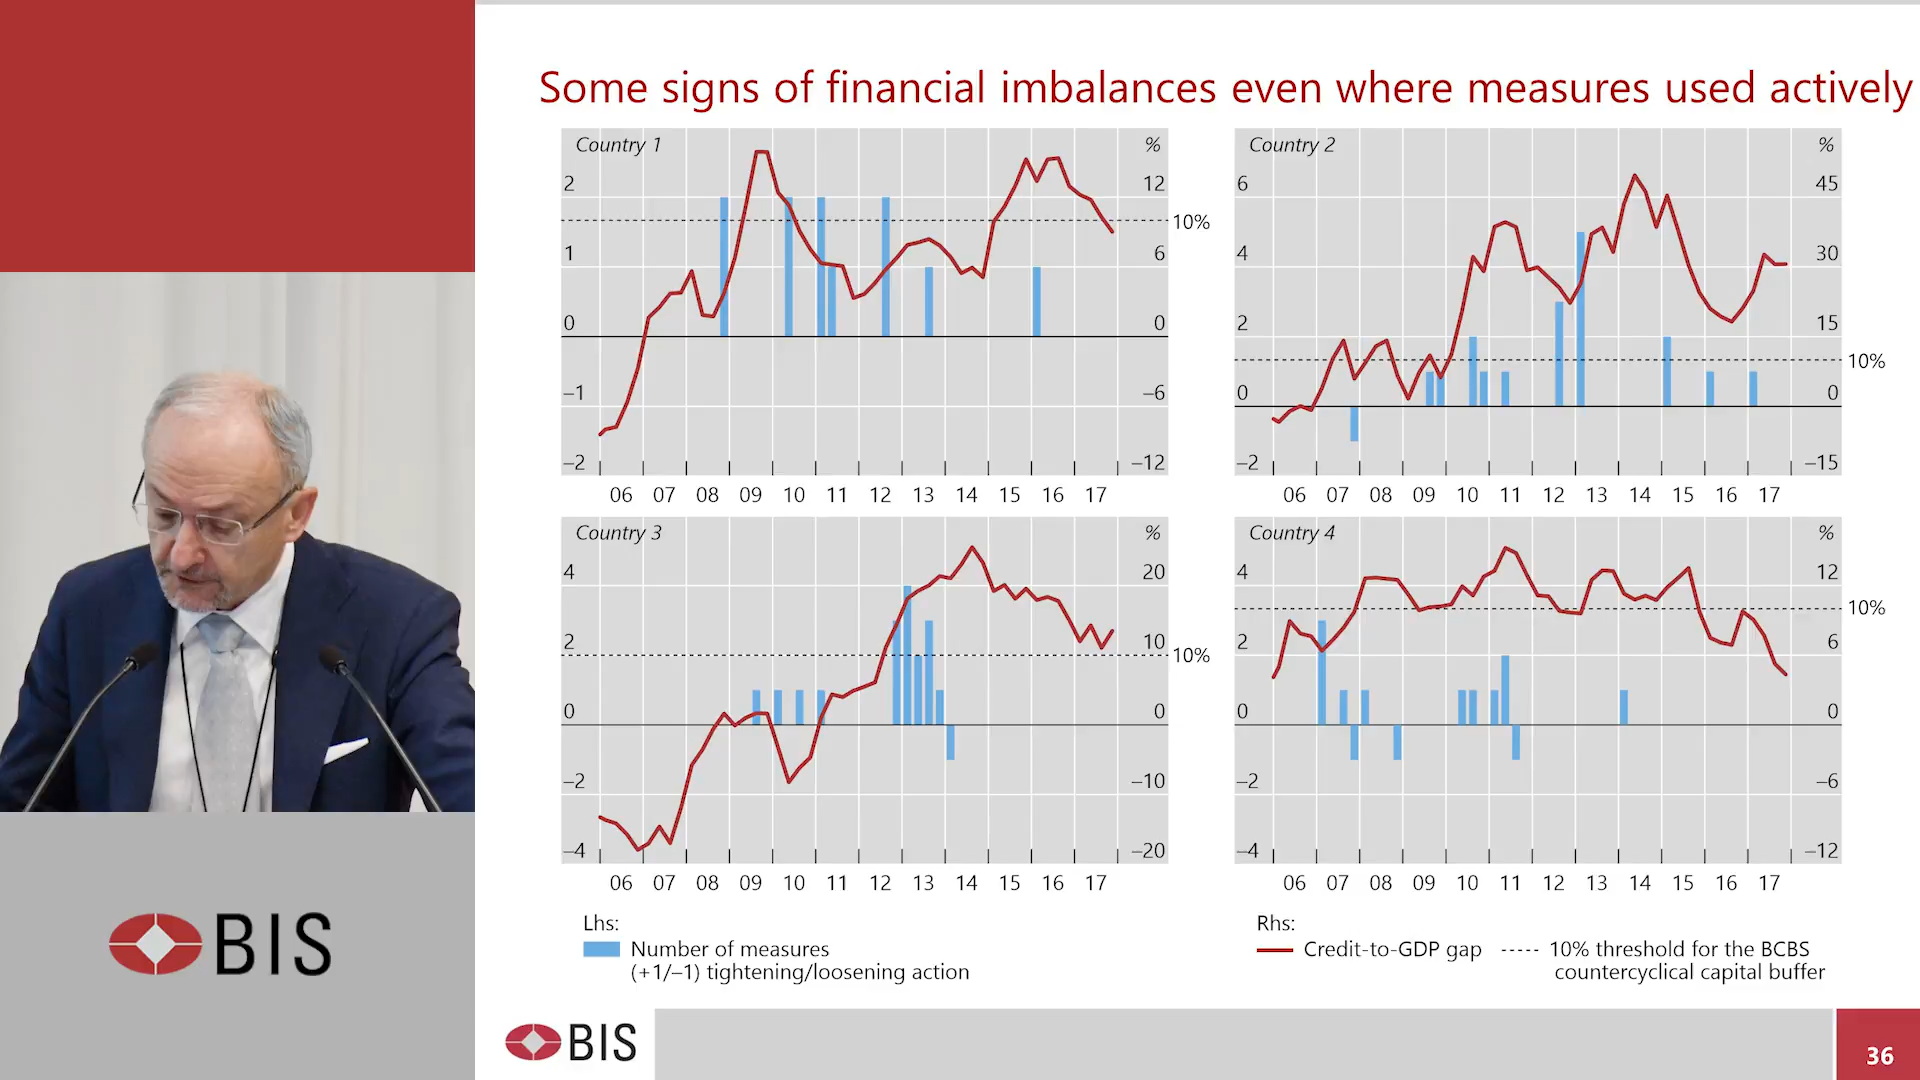 Some signs of financial imbalances even where measures used actively
Country 1
%
2
12
10%
1
6
0
0
–1
–6
–2
–12
06 07 08 09 10 11 12 13 14 15 16 17
Country 2
%
6
45
4
30
2
15
10%
0
0
–2
–15
06 07 08 09 10 11 12 13 14 15 16 17
Country 3
%
4
20
2
10
10%
0
0
–2
–10
–4
–20
06 07 08 09 10 11 12 13 14 15 16 17
Country 4
%
4
12
10%
2
6
0
0
–2
–6
–4
–12
06 07 08 09 10 11 12 13 14 15 16 17
Lhs:
Number of measures
(+1/–1) tightening/loosening action
Rhs:
Credit-to-GDP gap
10% threshold for the BCBS
countercyclical capital buffer
BIS
BIS
36